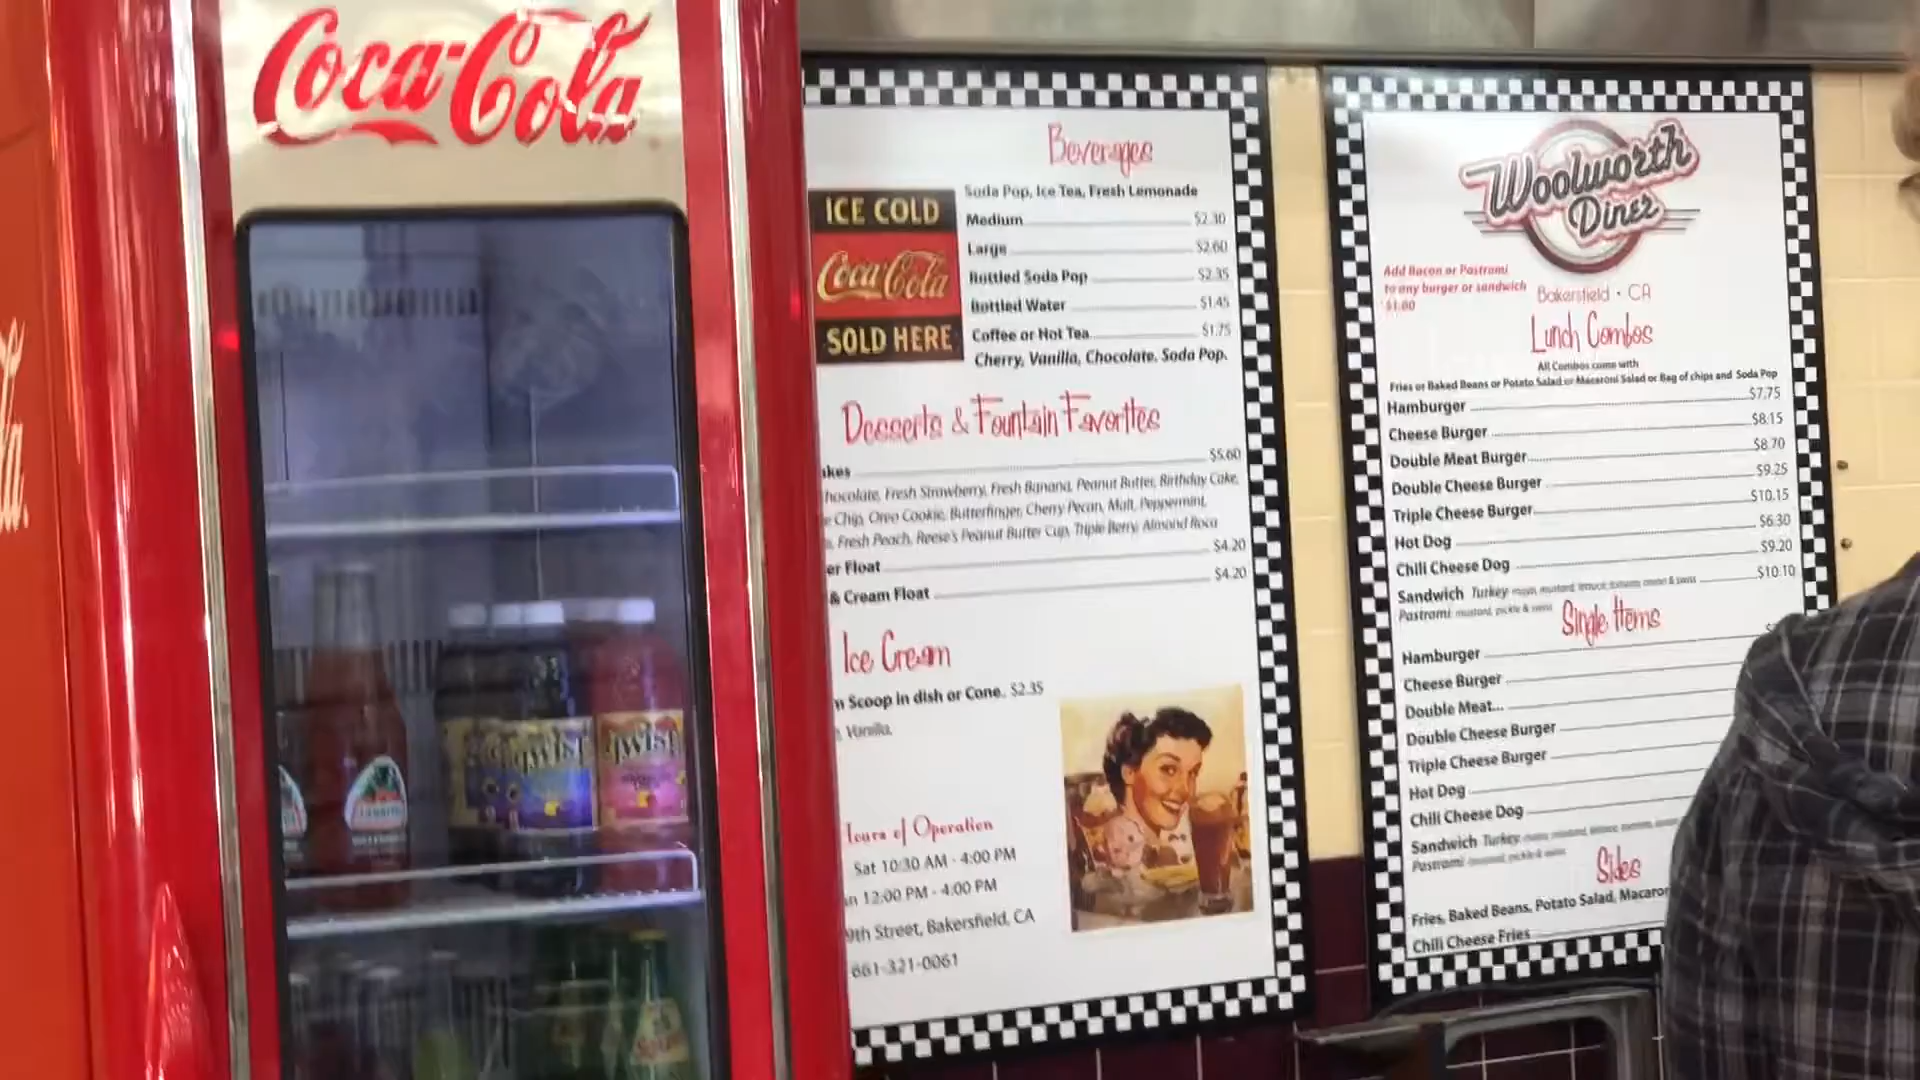 Coca-Cola
Beverages
ICE COLD
Coca-Cola
SOLD HERE
Soda Pop, Ice Tea, Fresh Lemonade
Medium $2.30
Large $2.60
Bottled Soda Pop $2.35
Bottled Water $1.45
Coffee or Hot Tea $1.75
Cherry, Vanilla, Chocolate, Soda Pop.
Desserts & Fountain Favorites
akes $5.60
hocolate, Fresh Strawberry, Fresh Banana, Peanut Butter, Birthday Cake,
e Chip, Oreo Cookie, Butterfinger, Cherry Pecan, Malt, Peppermint,
Fresh Peach, Reese's Peanut Butter Cup, Triple Berry, Almond Roca
er Float $4.20
& Cream Float $4.20
Ice Cream
Scoop in dish or Cone. $2.35
Vanilla,
Hours of Operation
Sat 10:30 AM - 4:00 PM
un 12:00 PM - 4:00 PM
9th Street, Bakersfield, CA
661-321-0061
Woolworth
Diner
Add Bacon or Pastrami
to any burger or sandwich
Bakersfield • CA
Lunch Combos
All Combos come with
Fries or Baked Beans or Potato Salad or Macaroni Salad or Bag of chips and Soda Pop
Hamburger $7.75
Cheese Burger $8.15
Double Meat Burger $8.70
Double Cheese Burger $9.25
Triple Cheese Burger $10.15
Hot Dog $6.30
Chili Cheese Dog $9.20
Sandwich Turkey $10.10
Pastrami mustard, pickle & swiss
Single Items
Hamburger
Cheese Burger
Double Meat...
Double Cheese Burger
Triple Cheese Burger
Hot Dog
Chili Cheese Dog
Sandwich Turkey
Pastrami
Sides
Fries, Baked Beans, Potato Salad, Macaron
Chili Cheese Fries